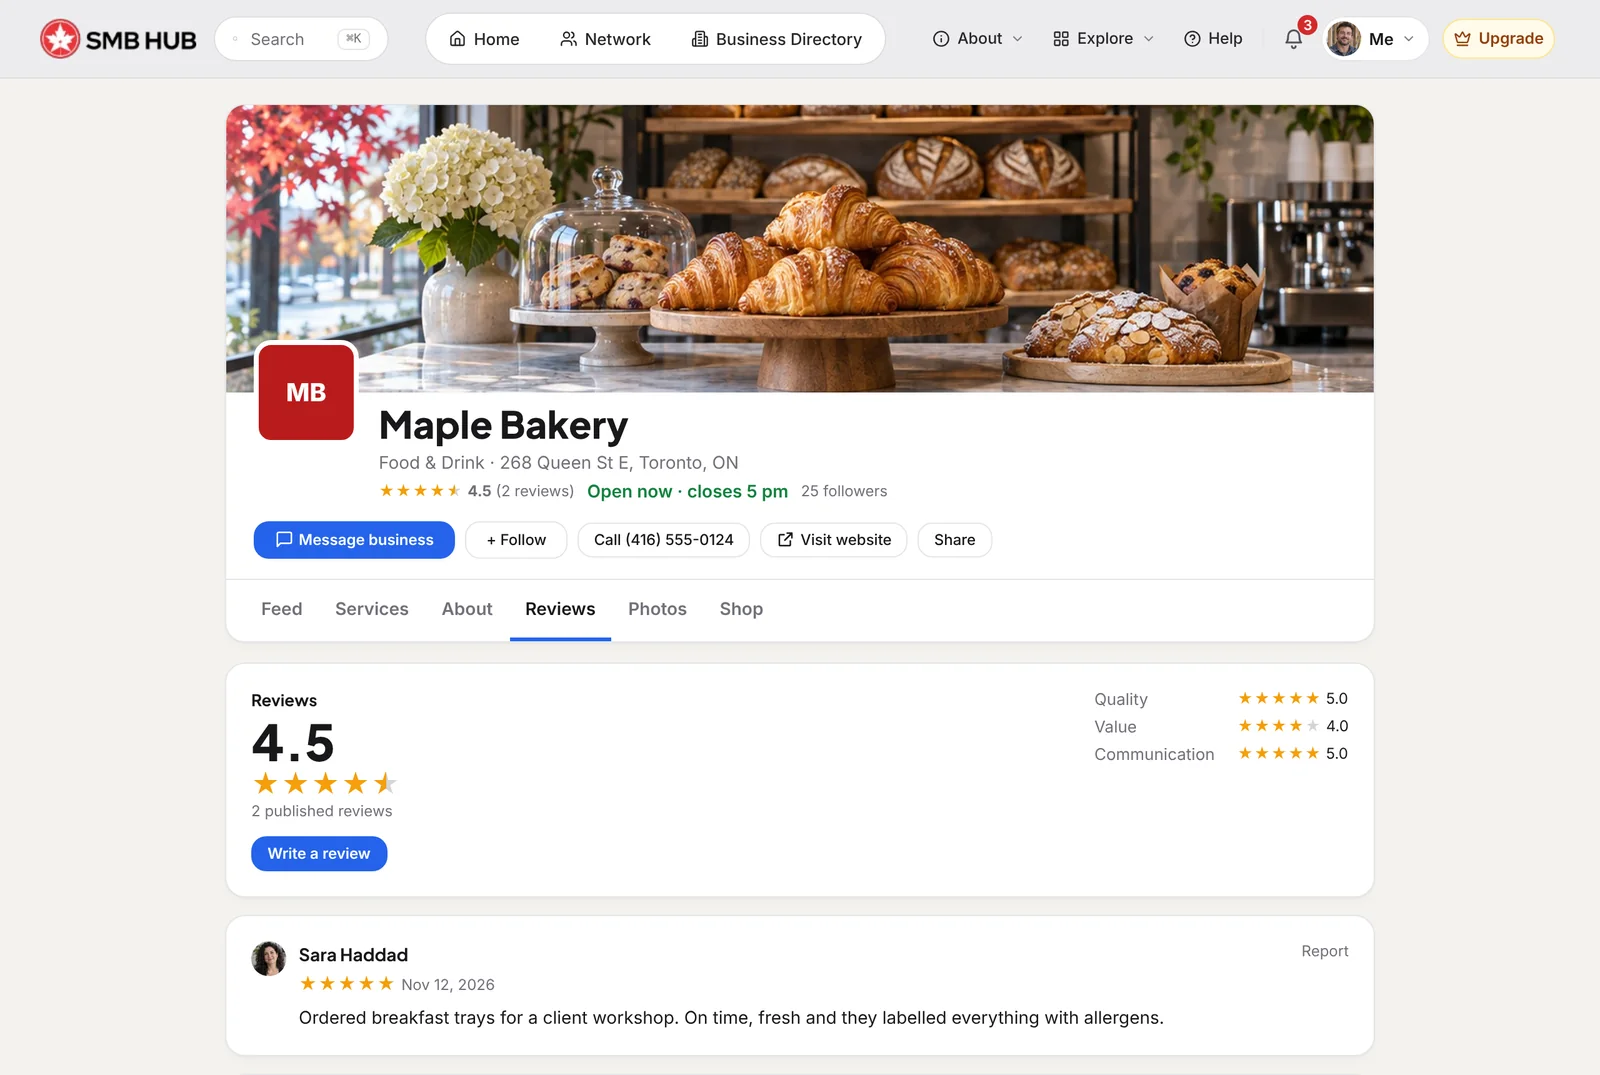 SMB HUB
Search ⌘K
Home
Network
Business Directory
About
Explore
Help
3
Me
Upgrade
MB
Maple Bakery
Food & Drink · 268 Queen St E, Toronto, ON
4.5 (2 reviews) Open now · closes 5 pm 25 followers
Message business
+ Follow
Call (416) 555-0124
Visit website
Share
Feed
Services
About
Reviews
Photos
Shop
Reviews
4.5
2 published reviews
Write a review
Quality 5.0
Value 4.0
Communication 5.0
Sara Haddad
Report
Nov 12, 2026
Ordered breakfast trays for a client workshop. On time, fresh and they labelled everything with allergens.